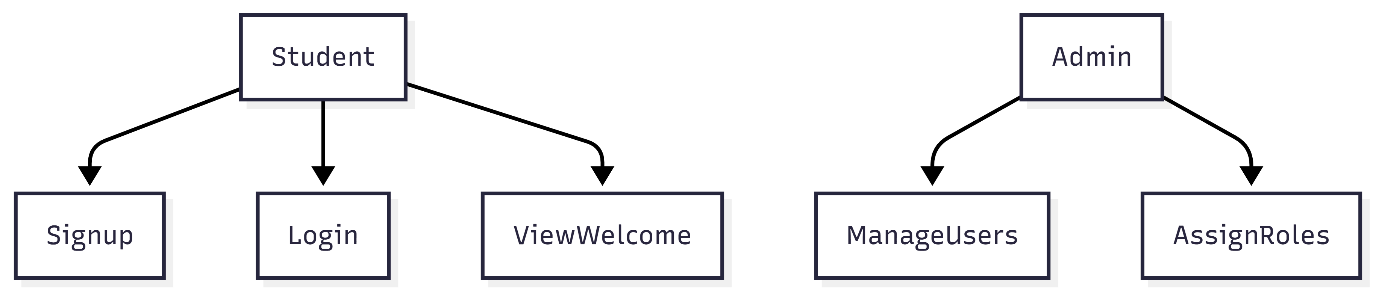 Student
Admin
Signup
Login
ViewWelcome
ManageUsers
AssignRoles